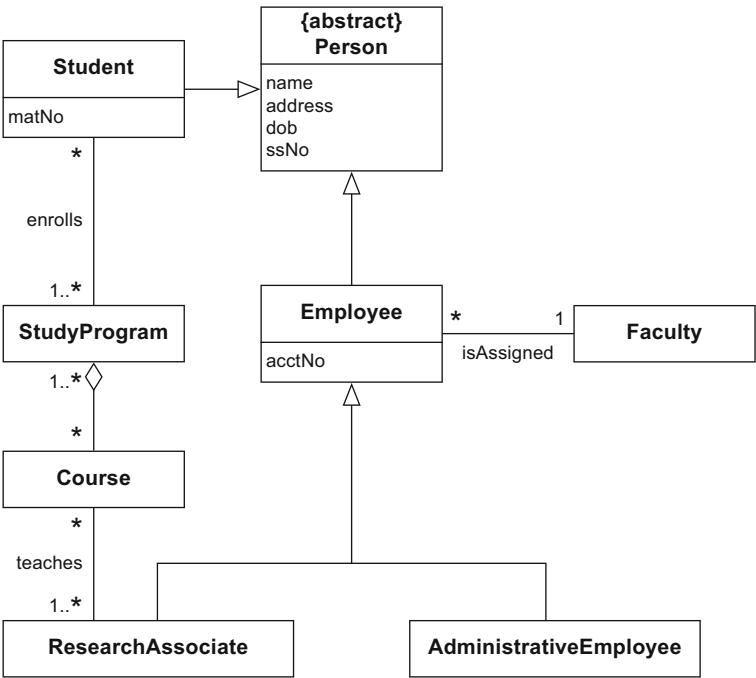 {abstract}
Person
name
address
dob
ssNo
Student
matNo
*
enrolls
1..*
StudyProgram
1..*
*
Course
*
teaches
1..*
ResearchAssociate
Employee
acctNo
*
1
isAssigned
Faculty
AdministrativeEmployee